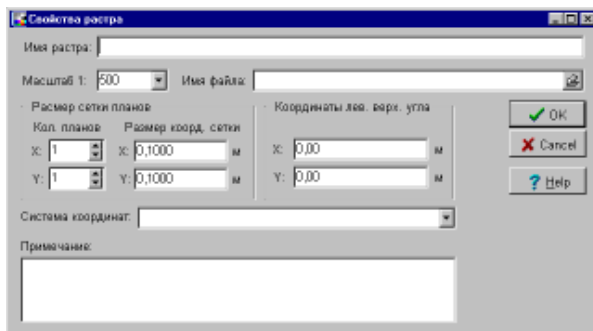 Свойства растра
Имя растра:
Масштаб 1: 500 Имя файла:
Размер сетки планов Координаты лев. верх. угла
Кол. планов Размер коорд. сетки
X: 1 X: 0,1000 м X: 0,00 м
Y: 1 Y: 0,1000 м Y: 0,00 м
OK
Cancel
Help
Система координат:
Примечание: